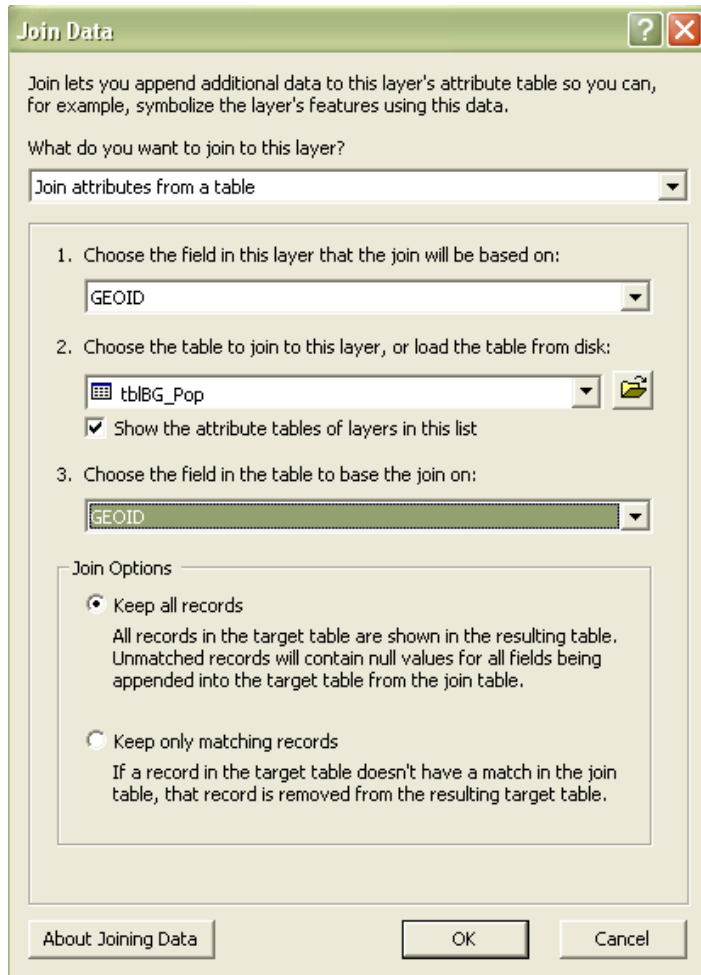 Join Data
Join lets you append additional data to this layer's attribute table so you can,
for example, symbolize the layer's features using this data.
What do you want to join to this layer?
Join attributes from a table
1. Choose the field in this layer that the join will be based on:
GEOID
2. Choose the table to join to this layer, or load the table from disk:
tblBG_Pop
Show the attribute tables of layers in this list
3. Choose the field in the table to base the join on:
GEOID
Join Options
Keep all records
All records in the target table are shown in the resulting table.
Unmatched records will contain null values for all fields being
appended into the target table from the join table.
Keep only matching records
If a record in the target table doesn't have a match in the join
table, that record is removed from the resulting target table.
About Joining Data
OK
Cancel